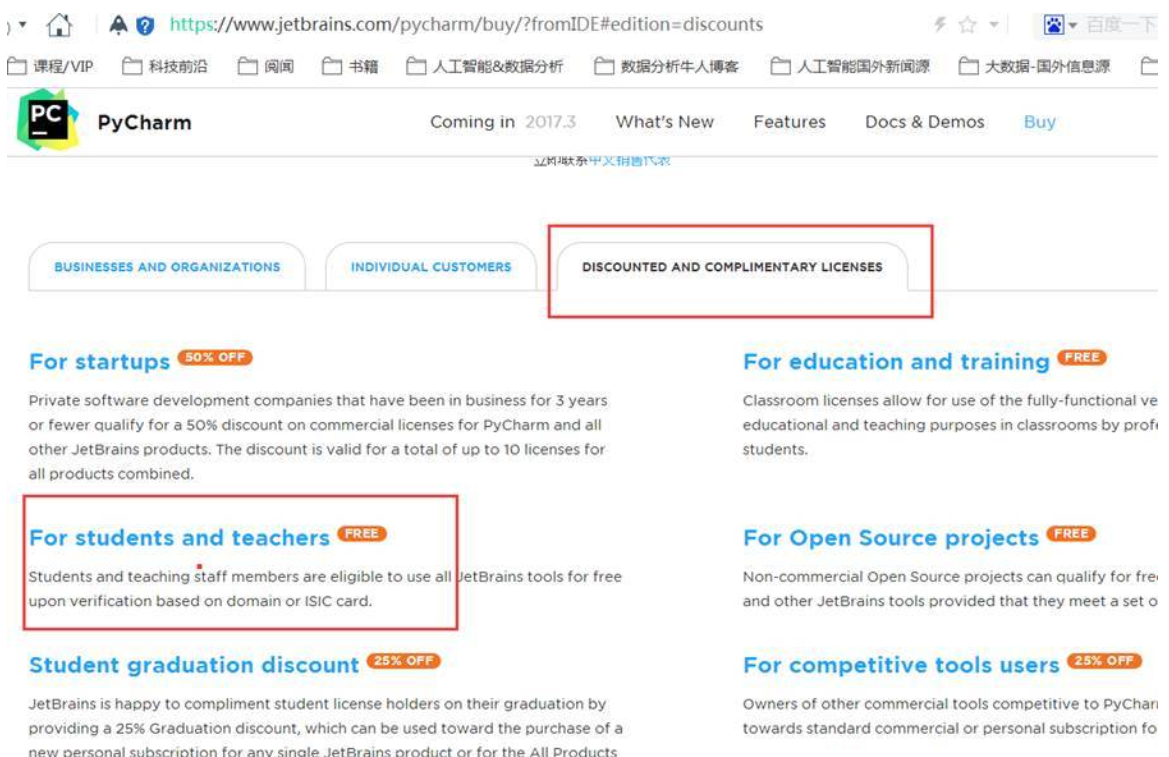 https://www.jetbrains.com/pycharm/buy/?fromIDE#edition=discounts
百度一下
课程/VIP 科技前沿 阅闻 书籍 人工智能&数据分析 数据分析牛人博客 人工智能国外新闻源 大数据-国外信息源
PC PyCharm Coming in 2017.3 What's New Features Docs & Demos Buy
立即联系中文销售代表
BUSINESSES AND ORGANIZATIONS INDIVIDUAL CUSTOMERS DISCOUNTED AND COMPLIMENTARY LICENSES
For startups 50% OFF
Private software development companies that have been in business for 3 years
or fewer qualify for a 50% discount on commercial licenses for PyCharm and all
other JetBrains products. The discount is valid for a total of up to 10 licenses for
all products combined.
For education and training FREE
Classroom licenses allow for use of the fully-functional ve
educational and teaching purposes in classrooms by profe
students.
For students and teachers FREE
Students and teaching staff members are eligible to use all JetBrains tools for free
upon verification based on domain or ISIC card.
For Open Source projects FREE
Non-commercial Open Source projects can qualify for free
and other JetBrains tools provided that they meet a set o
Student graduation discount 25% OFF
JetBrains is happy to compliment student license holders on their graduation by
providing a 25% Graduation discount, which can be used toward the purchase of a
new personal subscription for any single JetBrains product or for the All Products
For competitive tools users 25% OFF
Owners of other commercial tools competitive to PyChar
towards standard commercial or personal subscription fo